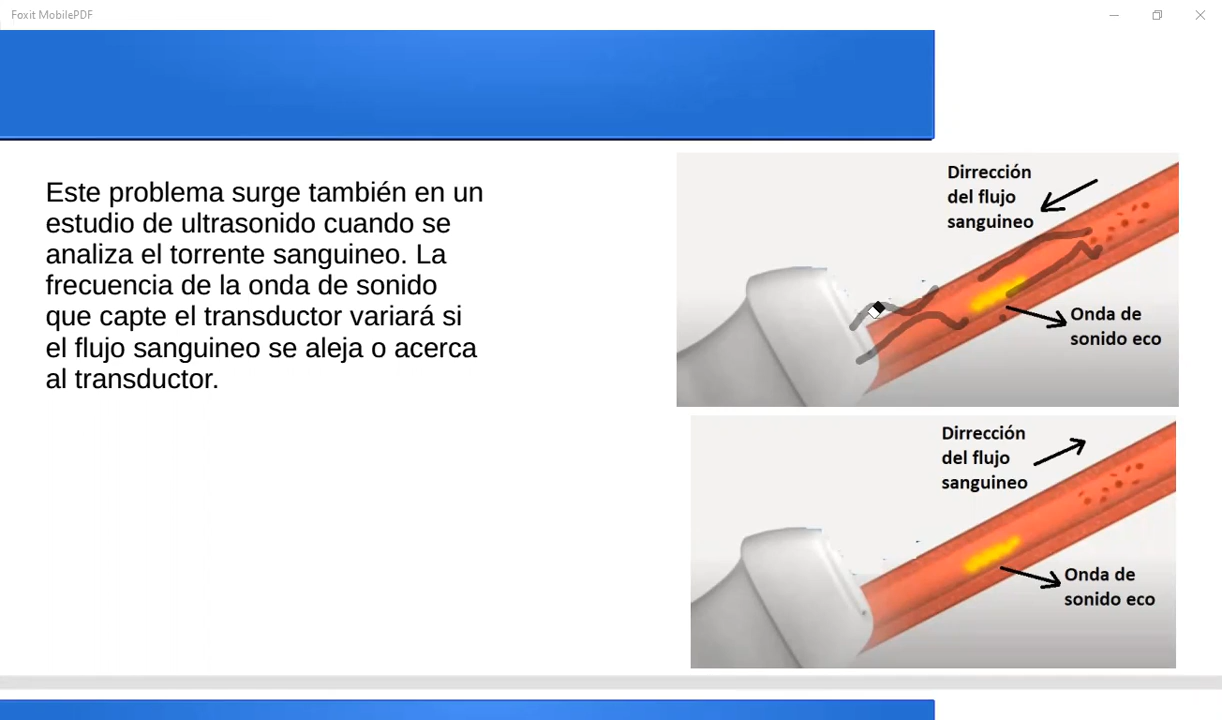 Foxit MobilePDF
Este problema surge también en un
estudio de ultrasonido cuando se
analiza el torrente sanguineo. La
frecuencia de la onda de sonido
que capte el transductor variará si
el flujo sanguineo se aleja o acerca
al transductor.
Dirrección
del flujo
sanguineo
Onda de
sonido eco
Dirrección
del flujo
sanguineo
Onda de
sonido eco